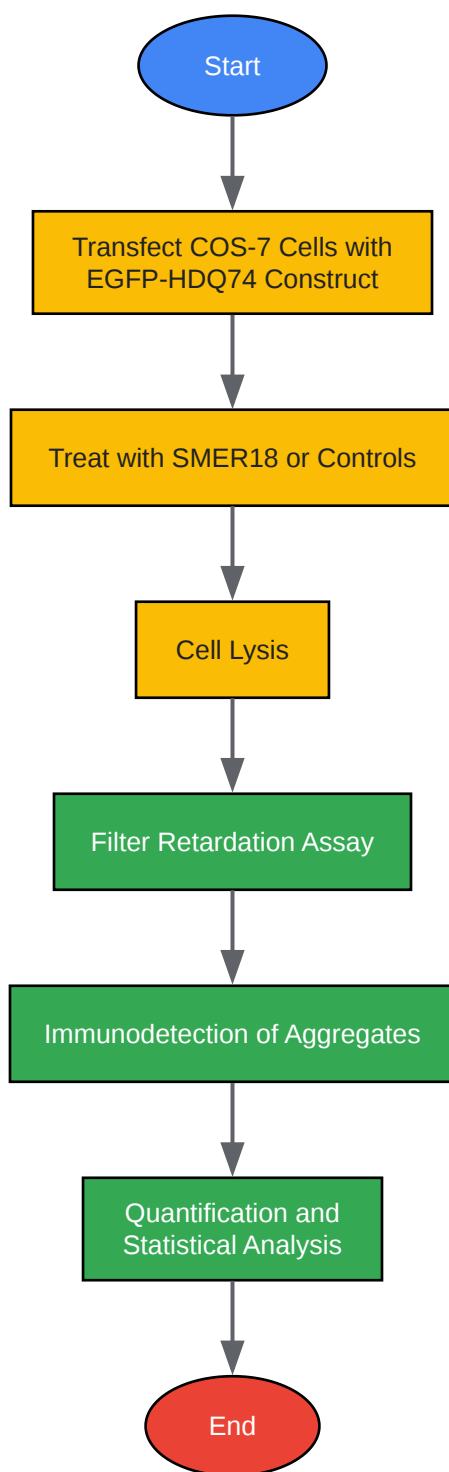 Start
Transfect COS-7 Cells with
EGFP-HDQ74 Construct
Treat with SMER18 or Controls
Cell Lysis
Filter Retardation Assay
Immunodetection of Aggregates
Quantification and
Statistical Analysis
End